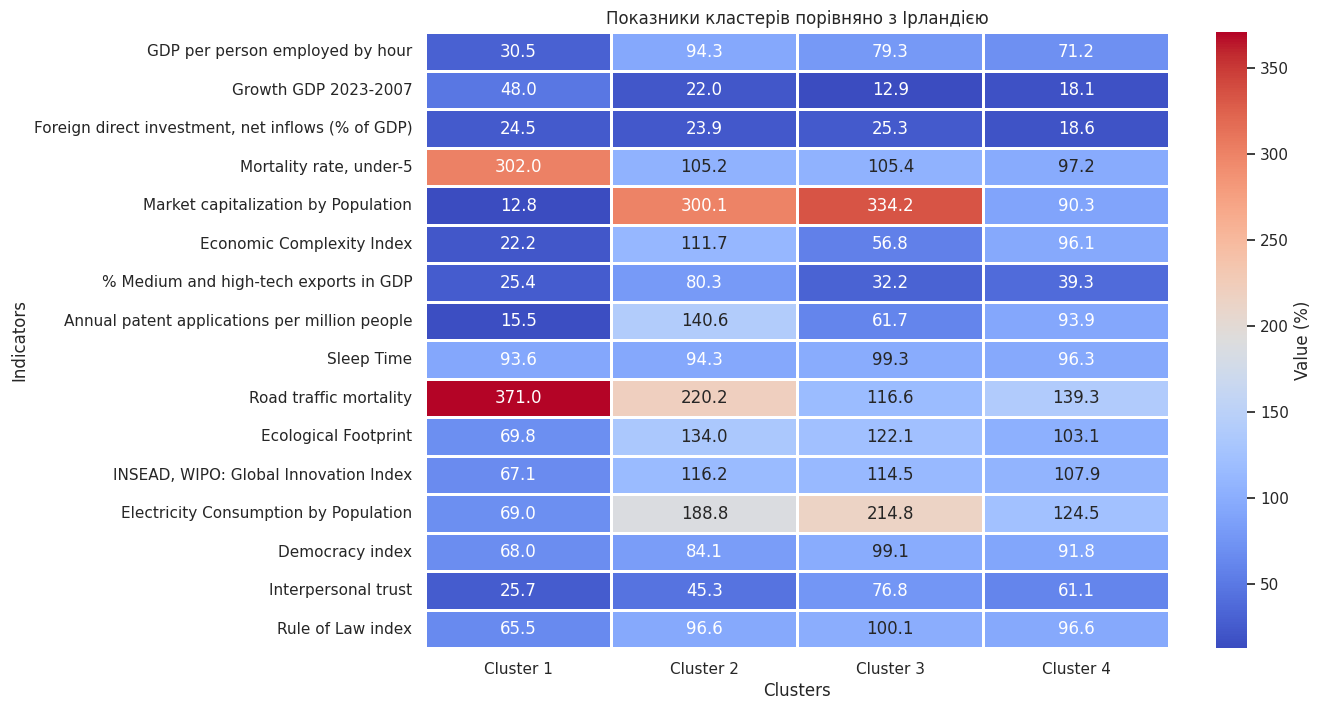 Показники кластерів порівняно з Ірландією
GDP per person employed by hour 30.5 94.3 79.3 71.2
Growth GDP 2023-2007 48.0 22.0 12.9 18.1
Foreign direct investment, net inflows (% of GDP) 24.5 23.9 25.3 18.6
Mortality rate, under-5 302.0 105.2 105.4 97.2
Market capitalization by Population 12.8 300.1 334.2 90.3
Economic Complexity Index 22.2 111.7 56.8 96.1
% Medium and high-tech exports in GDP 25.4 80.3 32.2 39.3
Annual patent applications per million people 15.5 140.6 61.7 93.9
Sleep Time 93.6 94.3 99.3 96.3
Road traffic mortality 371.0 220.2 116.6 139.3
Ecological Footprint 69.8 134.0 122.1 103.1
INSEAD, WIPO: Global Innovation Index 67.1 116.2 114.5 107.9
Electricity Consumption by Population 69.0 188.8 214.8 124.5
Democracy index 68.0 84.1 99.1 91.8
Interpersonal trust 25.7 45.3 76.8 61.1
Rule of Law index 65.5 96.6 100.1 96.6
Cluster 1 Cluster 2 Cluster 3 Cluster 4
Clusters
Indicators
350
300
250
200
150
100
50
Value (%)